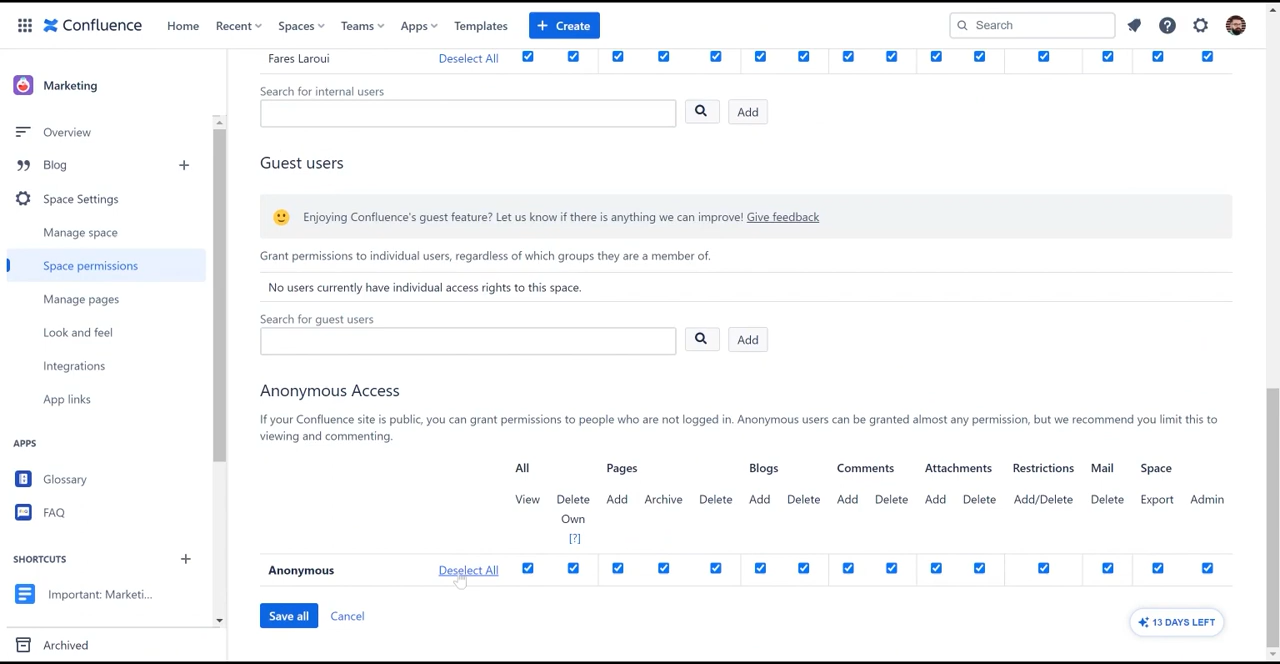 Confluence Home Recent Spaces Teams Apps Templates + Create Search
Marketing
Overview
Blog
Space Settings
Manage space
Space permissions
Manage pages
Look and feel
Integrations
App links
APPS
Glossary
FAQ
SHORTCUTS
Important: Marketi...
Archived
Fares Laroui Deselect All
Search for internal users
Add
Guest users
Enjoying Confluence's guest feature? Let us know if there is anything we can improve! Give feedback
Grant permissions to individual users, regardless of which groups they are a member of.
No users currently have individual access rights to this space.
Search for guest users
Add
Anonymous Access
If your Confluence site is public, you can grant permissions to people who are not logged in. Anonymous users can be granted almost any permission, but we recommend you limit this to
viewing and commenting.
All Pages Blogs Comments Attachments Restrictions Mail Space
View Delete Add Archive Delete Add Delete Add Delete Add Delete Add/Delete Delete Export Admin
Own
[?]
Anonymous Deselect All
Save all Cancel
13 DAYS LEFT